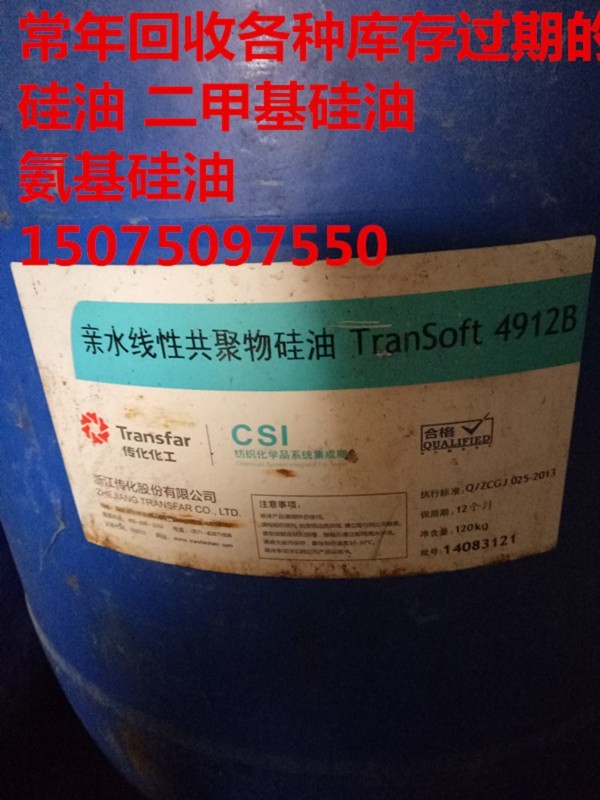 常年回收各种库存过期的
硅油 二甲基硅油
氨基硅油
15075097550
亲水线性共聚物硅油 TranSoft 4912B
Transfar
传化化工
CSI
纺织化学品系统集成商
合格
QUALIFIED
浙江传化股份有限公司
ZHEJIANG TRANSFAR CO., LTD.
注意事项:
执行标准: Q/ZCGJ 025-2013
保质期: 12个月
净含量: 120kg
批号: 14083121